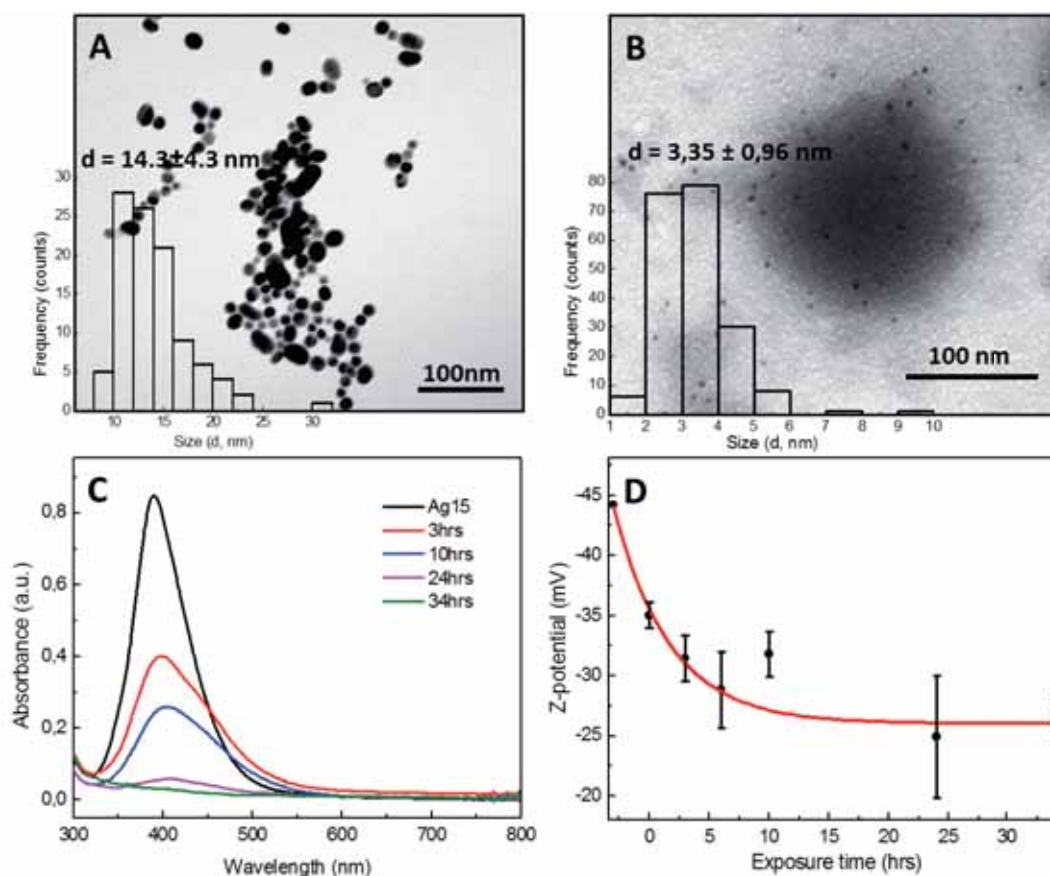 A
d = 14.3±4.3 nm
30
25
20
15
10
5
0
Frequency (counts)
10 15 20 25 30
Size (d, nm)
100nm
B
d = 3,35 ± 0,96 nm
80
70
60
50
40
30
20
10
0
Frequency (counts)
1 2 3 4 5 6 7 8 9 10
Size (d, nm)
100 nm
C
Ag15
3hrs
10hrs
24hrs
34hrs
0,8
0,6
0,4
0,2
0,0
Absorbance (a.u.)
300 400 500 600 700 800
Wavelength (nm)
D
-45
-40
-35
-30
-25
-20
Z-potential (mV)
0 5 10 15 20 25 30
Exposure time (hrs)